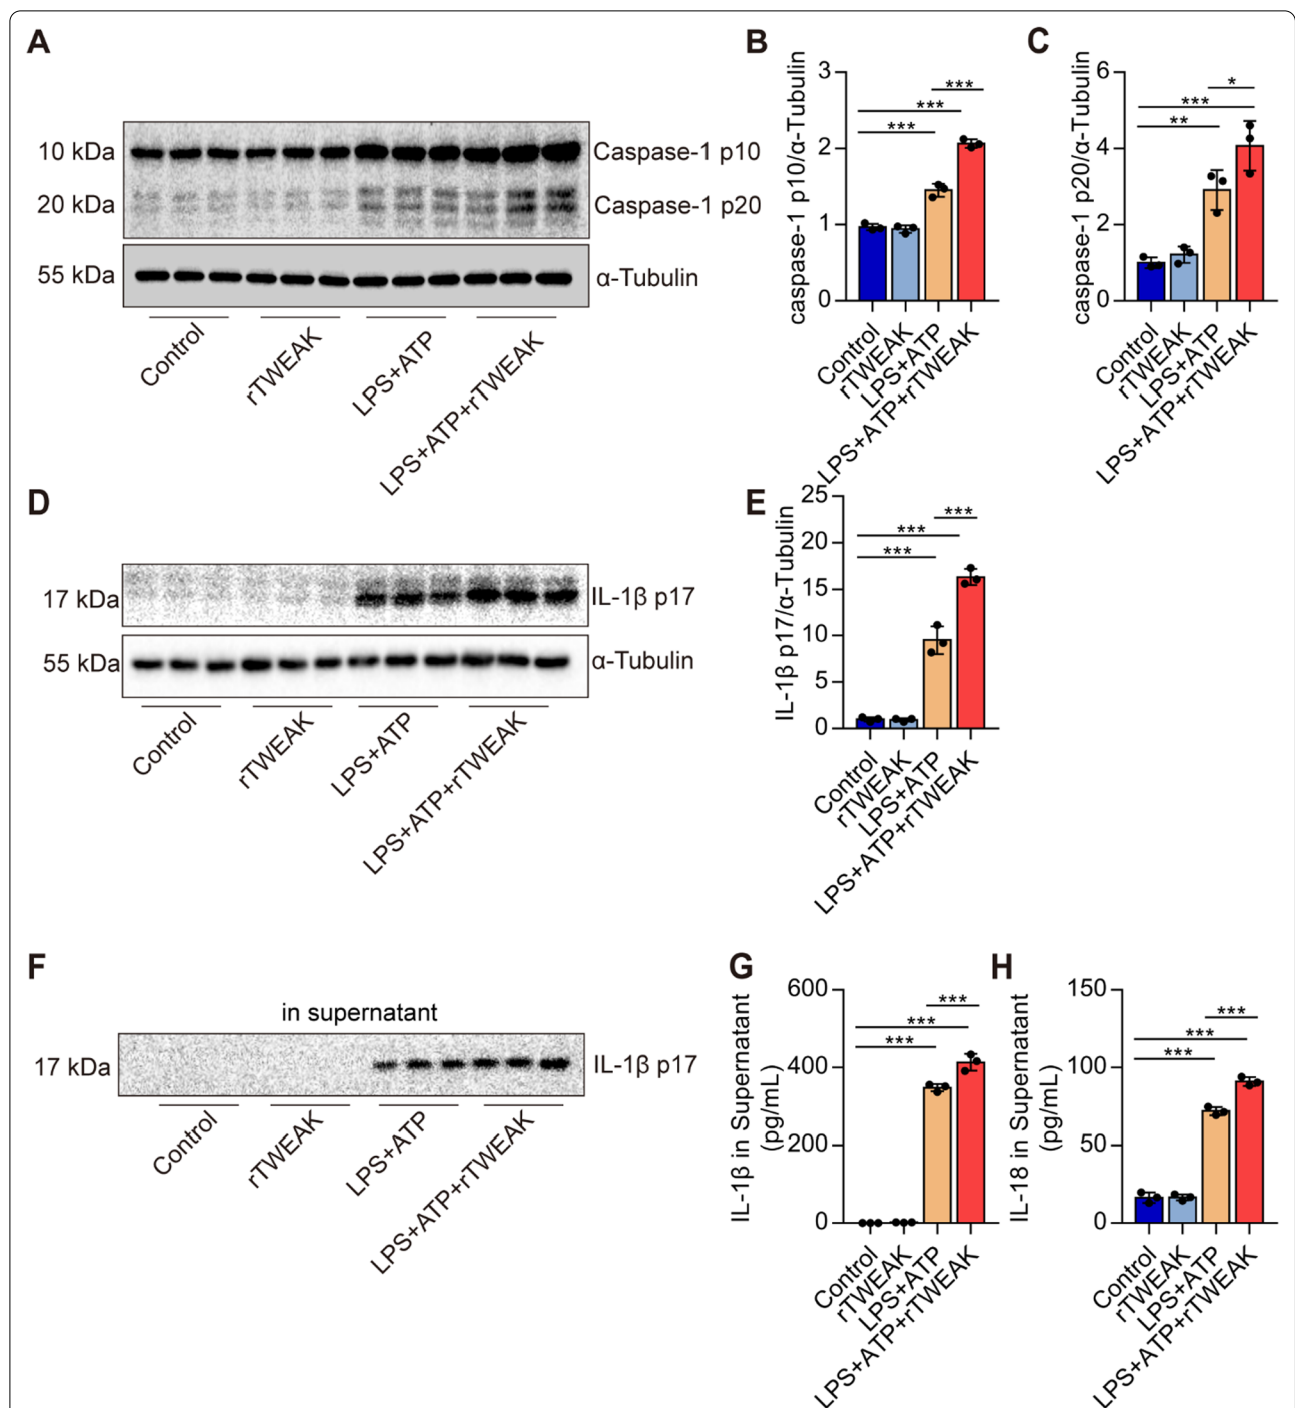 A
10 kDa
Caspase-1 p10
20 kDa
Caspase-1 p20
55 kDa
α-Tubulin
Control
rTWEAK
LPS+ATP
LPS+ATP+rTWEAK
B
caspase-1 p10/α-Tubulin
3
2
1
0
***
***
***
Control
rTWEAK
LPS+ATP
LPS+ATP+rTWEAK
C
caspase-1 p20/α-Tubulin
6
4
2
0
*
***
**
Control
rTWEAK
LPS+ATP
LPS+ATP+rTWEAK
D
17 kDa
IL-1β p17
55 kDa
α-Tubulin
Control
rTWEAK
LPS+ATP
LPS+ATP+rTWEAK
E
IL-1β p17/α-Tubulin
25
20
15
10
5
0
***
***
***
Control
rTWEAK
LPS+ATP
LPS+ATP+rTWEAK
F
in supernatant
17 kDa
IL-1β p17
Control
rTWEAK
LPS+ATP
LPS+ATP+rTWEAK
G
IL-1β in Supernatant
(pg/mL)
600
400
200
0
***
***
***
Control
rTWEAK
LPS+ATP
LPS+ATP+rTWEAK
H
IL-18 in Supernatant
(pg/mL)
150
100
50
0
***
***
***
Control
rTWEAK
LPS+ATP
LPS+ATP+rTWEAK